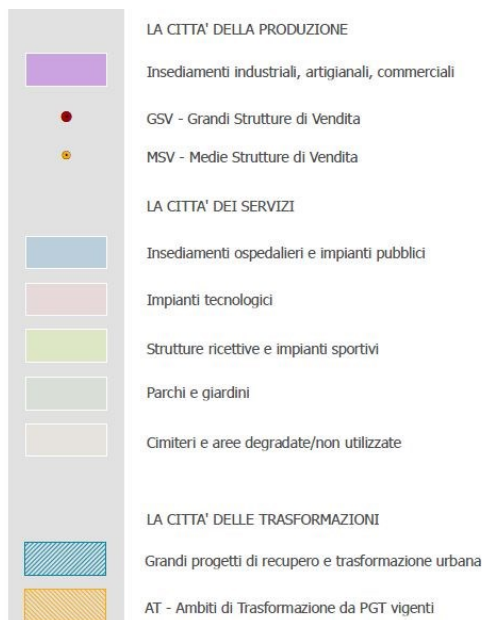 LA CITTA' DELLA PRODUZIONE
Insediamenti industriali, artigianali, commerciali
GSV - Grandi Strutture di Vendita
MSV - Medie Strutture di Vendita
LA CITTA' DEI SERVIZI
Insediamenti ospedalieri e impianti pubblici
Impianti tecnologici
Strutture ricettive e impianti sportivi
Parchi e giardini
Cimiteri e aree degradate/non utilizzate
LA CITTA' DELLE TRASFORMAZIONI
Grandi progetti di recupero e trasformazione urbana
AT - Ambiti di Trasformazione da PGT vigenti